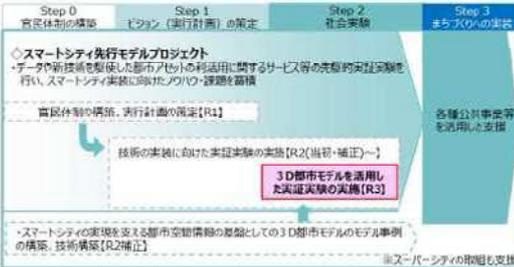 Step 0
官民体制の構築
Step 1
ビジョン（実行計画）の策定
Step 2
社会実験
Step 3
まちづくりへの実装
◇スマートシティ先行モデルプロジェクト
・データや新技術を駆使した都市アセットの利活用に関するサービス等の先駆的実証実験を
行い、スマートシティ実装に向けたノウハウ・課題を蓄積
官民体制の構築、実行計画の策定【R1】
技術の実装に向けた実証実験の実施【R2(当初・補正)～】
3D都市モデルを活用し
た実証実験の実施【R3】
各種公共事業等
を活用した支援
・スマートシティの実現を支える都市空間情報の基盤としての3D都市モデルのモデル事例
の構築、技術構築【R2補正】
※スーパーシティの取組も支援